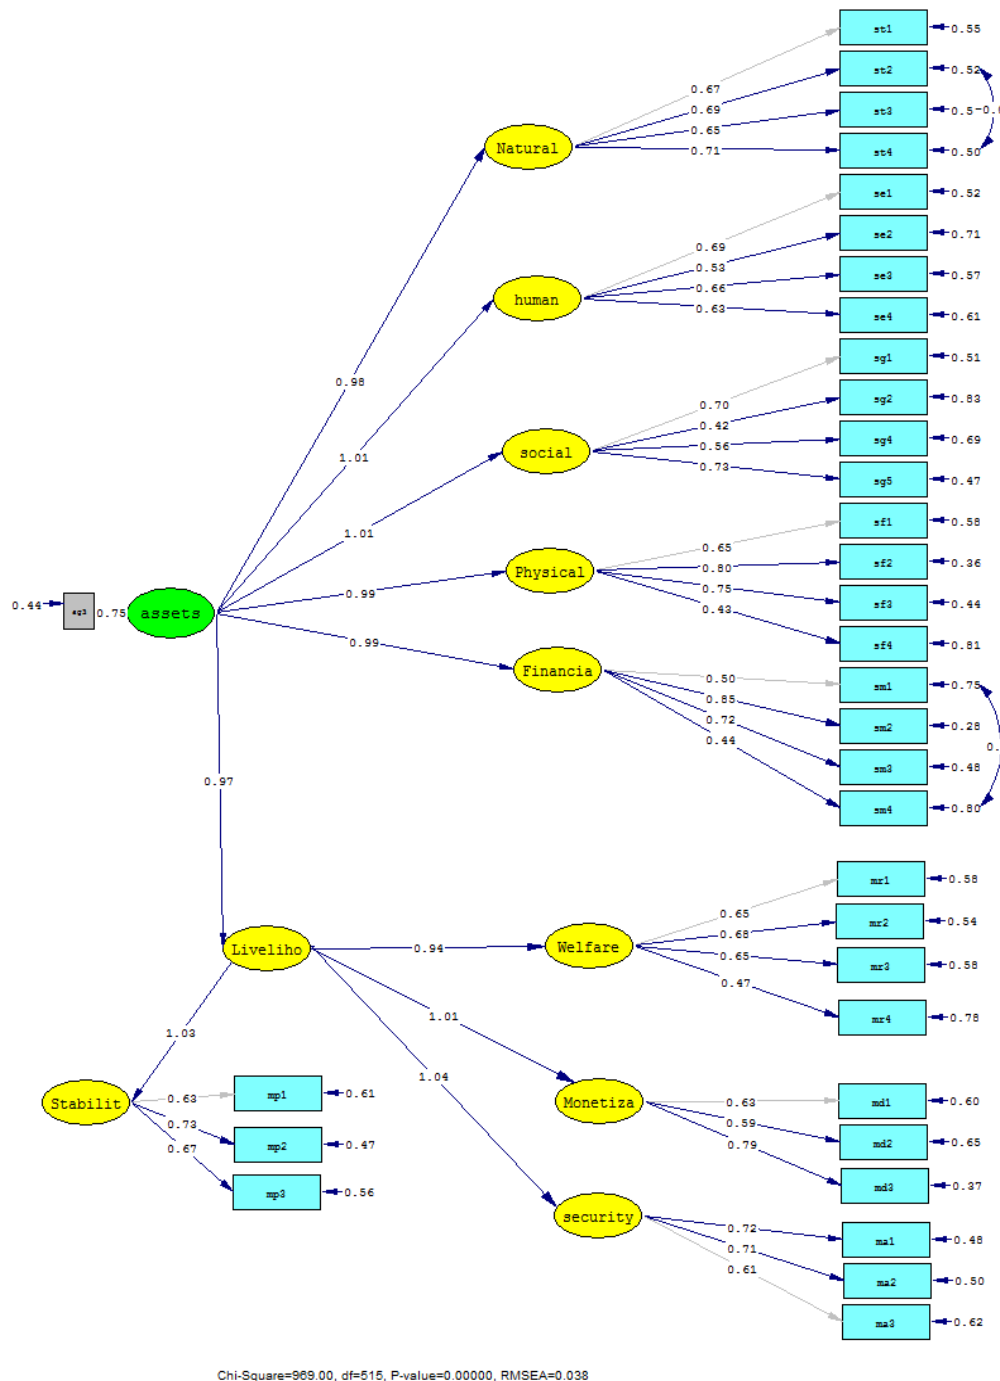 st1 0.55
0.67
st2 0.52
0.69
st3 0.5
0.65
Natural
0.71
st4 0.50
se1 0.52
0.69
se2 0.71
0.53
se3 0.57
0.66
human
0.63
se4 0.61
sg1 0.51
0.98
0.70
sg2 0.83
0.42
sg4 0.69
0.56
social
1.01
0.73
sg5 0.47
sf1 0.58
1.01
0.65
sf2 0.36
0.80
Physical
0.99
0.75
sf3 0.44
0.43
0.44 sg3 0.75 assets
sf4 0.81
0.99
Financia
0.50
sm1 0.75
0.85
sm2 0.28
0.72
0.44
sm3 0.48
0.97
sm4 0.80
mr1 0.58
0.65
mr2 0.54
0.68
Liveliho 0.94 Welfare
0.65
mr3 0.58
0.47
mr4 0.78
1.01
1.03
1.04
Stabilit
0.63
mp1 0.61
0.73
mp2 0.47
0.67
mp3 0.56
Monetiza
0.63
md1 0.60
0.59
md2 0.65
0.79
md3 0.37
security
0.72
ma1 0.48
0.71
ma2 0.50
0.61
ma3 0.62
Chi-Square=969.00, df=515, P-value=0.00000, RMSEA=0.038